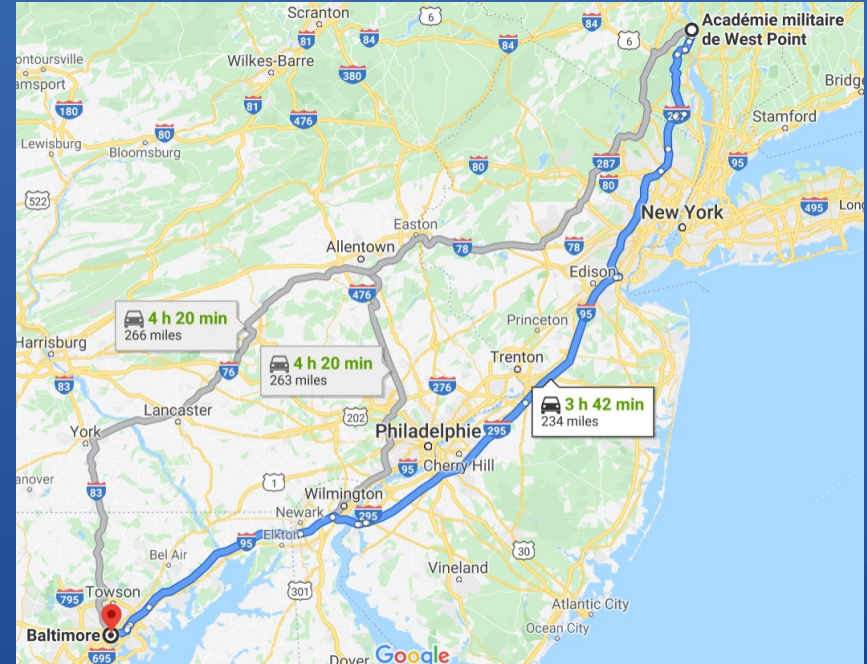 Scranton
6
84
Académie militaire
de West Point
81
84
84
6
ontoursville
Wilkes-Barre
amsport
380
Bridg
180
81
476
287
Stamford
80
Lewisburg
Bloomsburg
80
287
95
80
522
New York
495
Long
Easton
Allentown
78
78
Edison
476
4 h 20 min
266 miles
95
Princeton
Harrisburg
4 h 20 min
263 miles
Trenton
76
83
276
3 h 42 min
234 miles
Lancaster
202
York
Philadelphie
295
95
Cherry Hill
anover
1
83
Wilmington
Newark
295
95
Elkton
Bel Air
30
Vineland
301
795
Towson
Atlantic City
Baltimore
Ocean City
695
Dover
Google